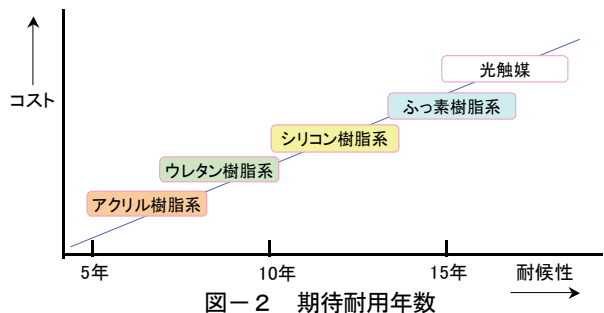 コスト
光触媒
ふっ素樹脂系
シリコン樹脂系
ウレタン樹脂系
アクリル樹脂系
5年 10年 15年 耐候性
図－2 期待耐用年数